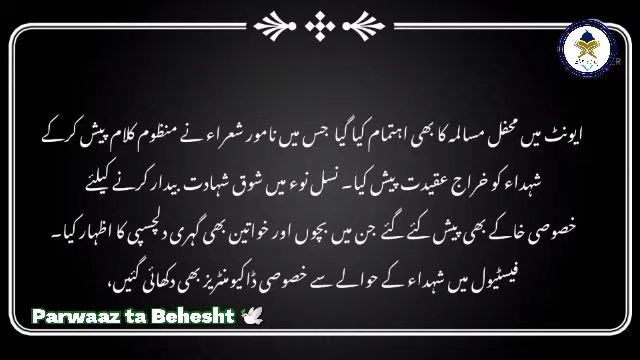 ایونٹ میں محفل مسالمہ کا بھی اہتمام کیا گیا جس میں نامور شعراء نے منظوم کلام پیش کرکے
شہداء کو خراج عقیدت پیش کیا۔ نسل نوء میں شوق شہادت بیدار کرنے کیلئے
خصوصی خاکے بھی پیش کئے گئے جن میں بچوں اور خواتین بھی گہری دلچسپی کا اظہار کیا۔
فیسٹیول میں شہداء کے حوالے سے خصوصی ڈاکیومنٹریز بھی دکھائی گئیں،
Parwaaz ta Behesht 🕊️